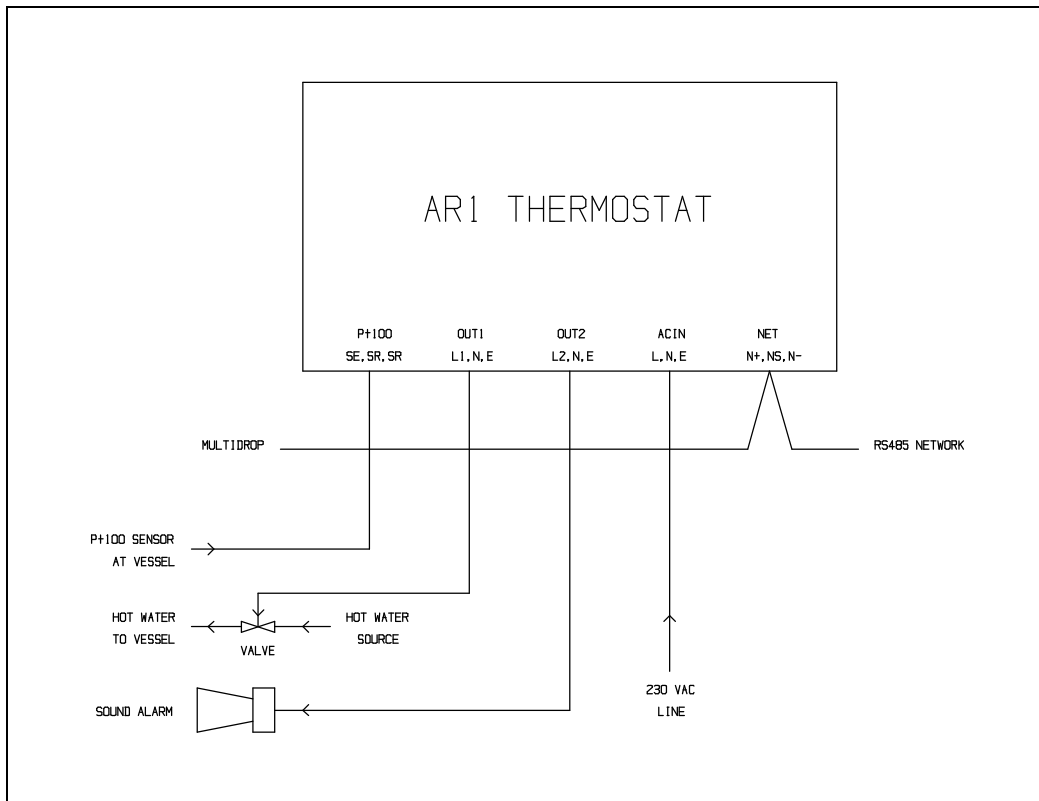 AR1 THERMOSTAT
Pt100 OUT1 OUT2 ACIN NET
SE,SR,SR L1,N,E L2,N,E L,N,E N+,NS,N-
MULTIDROP RS485 NETWORK
Pt100 SENSOR
AT VESSEL
HOT WATER
TO VESSEL
HOT WATER
SOURCE
VALVE
SOUND ALARM
230 VAC
LINE